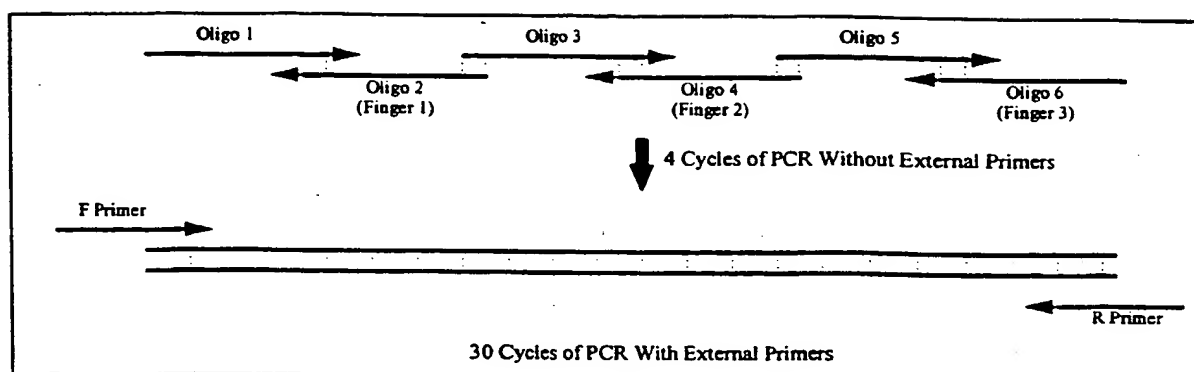 Oligo 1
Oligo 3
Oligo 5
Oligo 2
(Finger 1)
Oligo 4
(Finger 2)
Oligo 6
(Finger 3)
4 Cycles of PCR Without External Primers
F Primer
R Primer
30 Cycles of PCR With External Primers